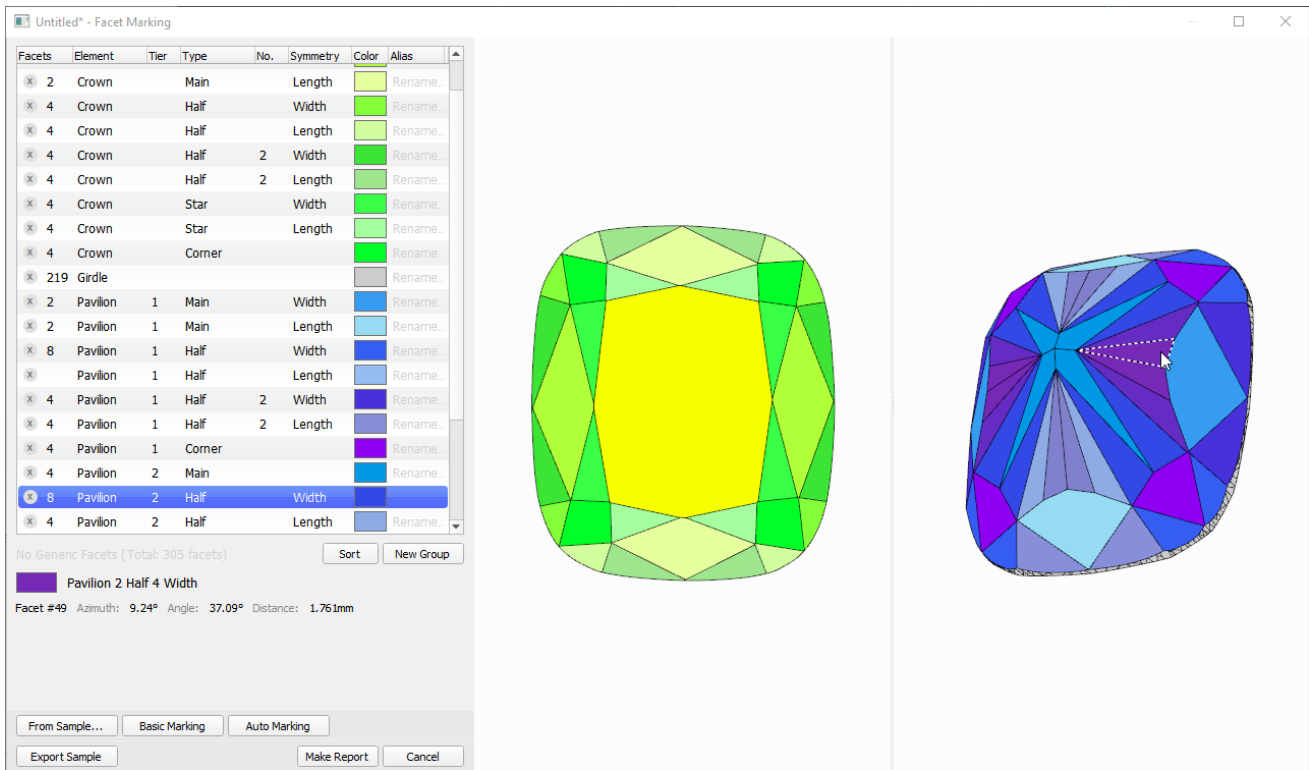 Untitled* - Facet Marking
Facets Element Tier Type No. Symmetry Color Alias
x 2 Crown Main Length Rename..
x 4 Crown Half Width Rename..
x 4 Crown Half Length Rename..
x 4 Crown Half 2 Width Rename..
x 4 Crown Half 2 Length Rename..
x 4 Crown Star Width Rename..
x 4 Crown Star Length Rename..
x 4 Crown Corner Rename..
x 219 Girdle Rename..
x 2 Pavilion 1 Main Width Rename..
x 2 Pavilion 1 Main Length Rename..
x 8 Pavilion 1 Half Width Rename..
x Pavilion 1 Half Length Rename..
x 4 Pavilion 1 Half 2 Width Rename..
x 4 Pavilion 1 Half 2 Length Rename..
x 4 Pavilion 1 Corner Rename..
x 4 Pavilion 2 Main Rename..
x 8 Pavilion 2 Half Width
x 4 Pavilion 2 Half Length Rename..
No Generic Facets (Total: 305 facets) Sort New Group
Pavilion 2 Half 4 Width
Facet #49 Azimuth: 9.24° Angle: 37.09° Distance: 1.761mm
From Sample... Basic Marking Auto Marking
Export Sample Make Report Cancel